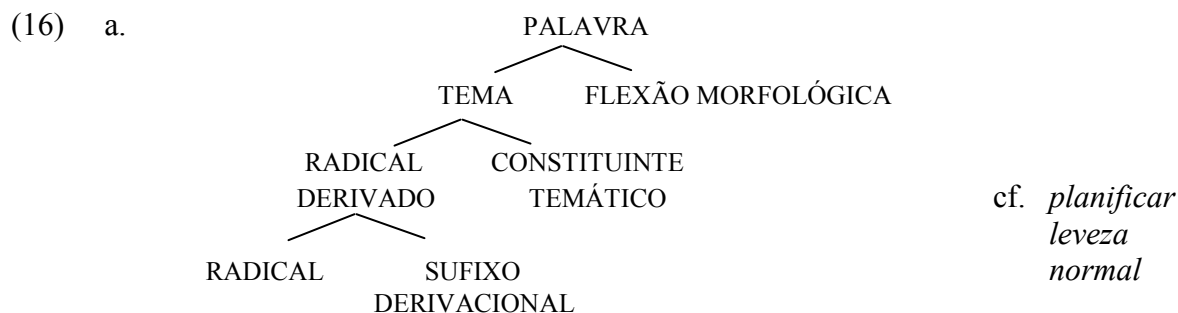 (16) a. PALAVRA
TEMA FLEXÃO MORFOLÓGICA
RADICAL CONSTITUINTE
DERIVADO TEMÁTICO cf. planificar
leveza
RADICAL SUFIXO normal
DERIVACIONAL